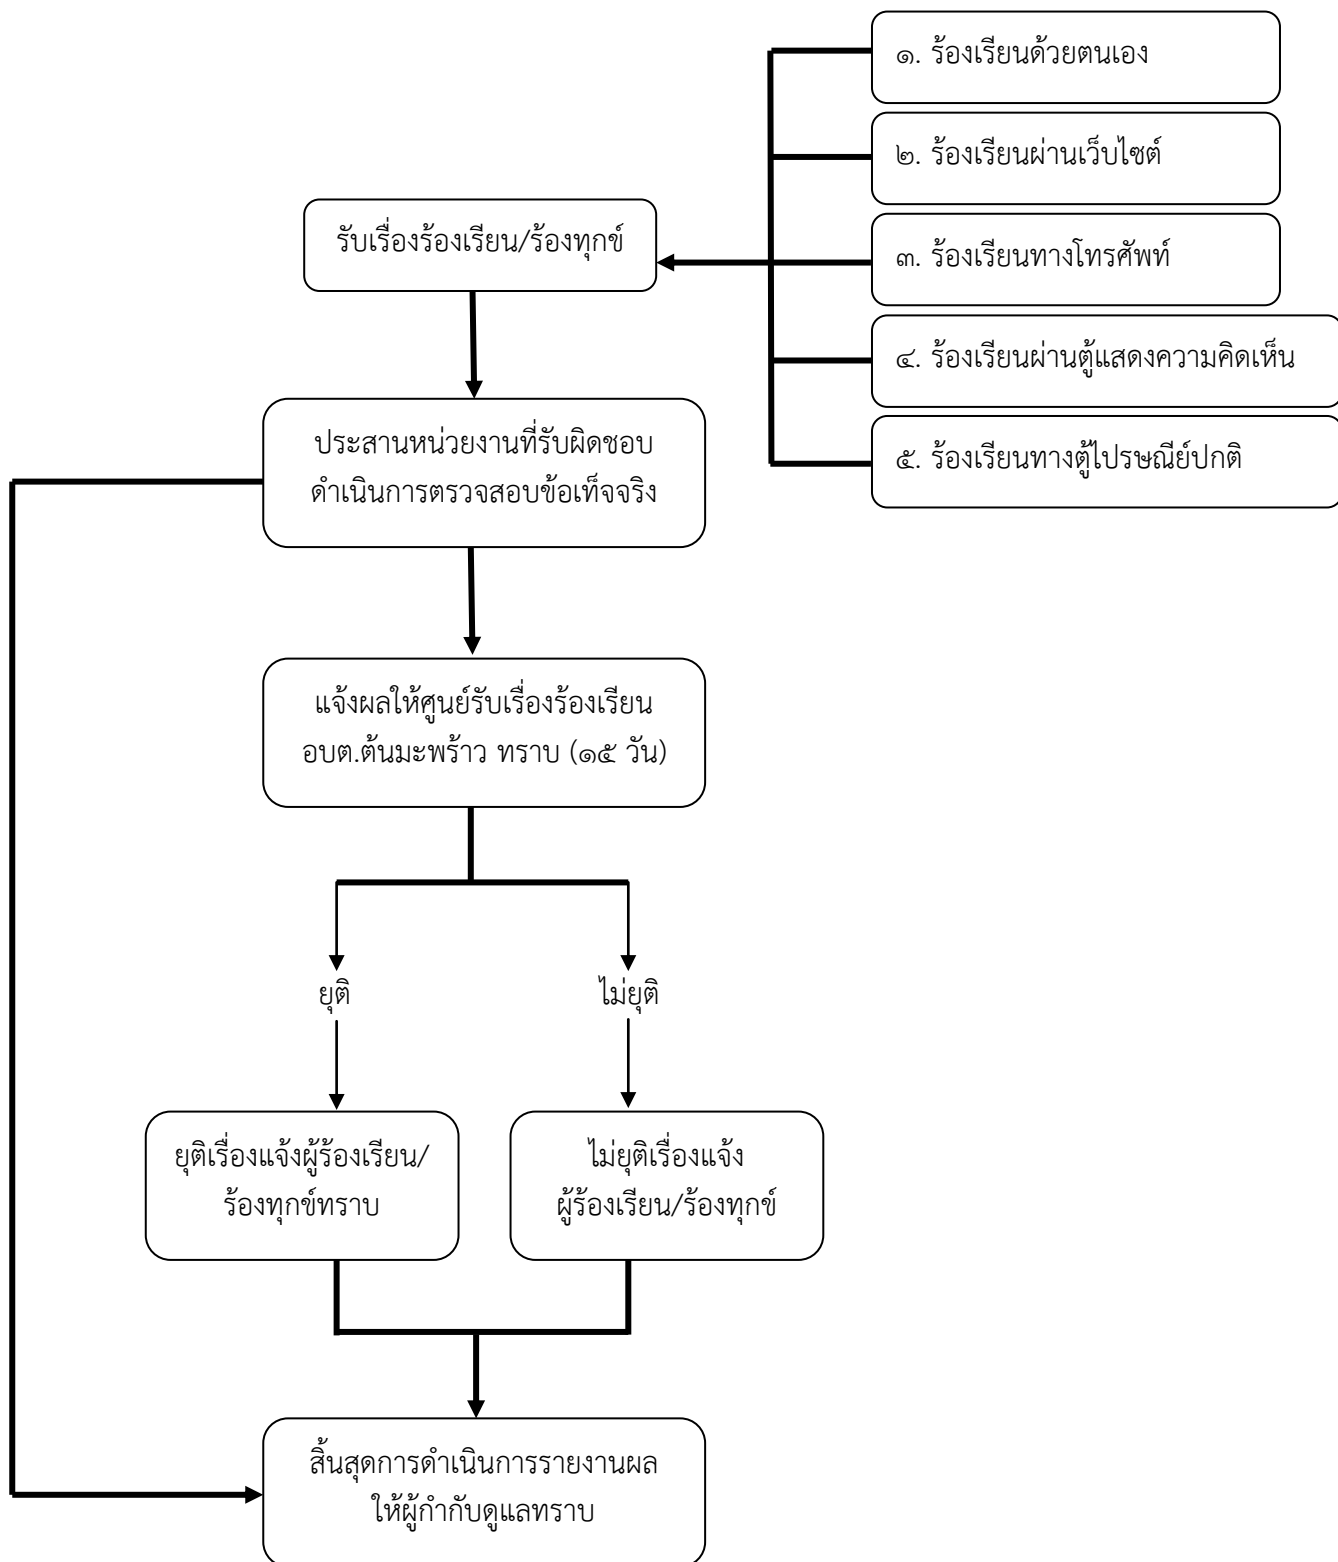 ๑. ร้องเรียนด้วยตนเอง
๒. ร้องเรียนผ่านเว็บไซต์
๓. ร้องเรียนทางโทรศัพท์
๔. ร้องเรียนผ่านตู้แสดงความคิดเห็น
๕. ร้องเรียนทางตู้ไปรษณีย์ปกติ
รับเรื่องร้องเรียน/ร้องทุกข์
ประสานหน่วยงานที่รับผิดชอบ
ดำเนินการตรวจสอบข้อเท็จจริง
แจ้งผลให้ศูนย์รับเรื่องร้องเรียน
อบต.ต้นมะพร้าว ทราบ (๑๕ วัน)
ยุติ
ไม่ยุติ
ยุติเรื่องแจ้งผู้ร้องเรียน/
ร้องทุกข์ทราบ
ไม่ยุติเรื่องแจ้ง
ผู้ร้องเรียน/ร้องทุกข์
สิ้นสุดการดำเนินการรายงานผล
ให้ผู้กำกับดูแลทราบ